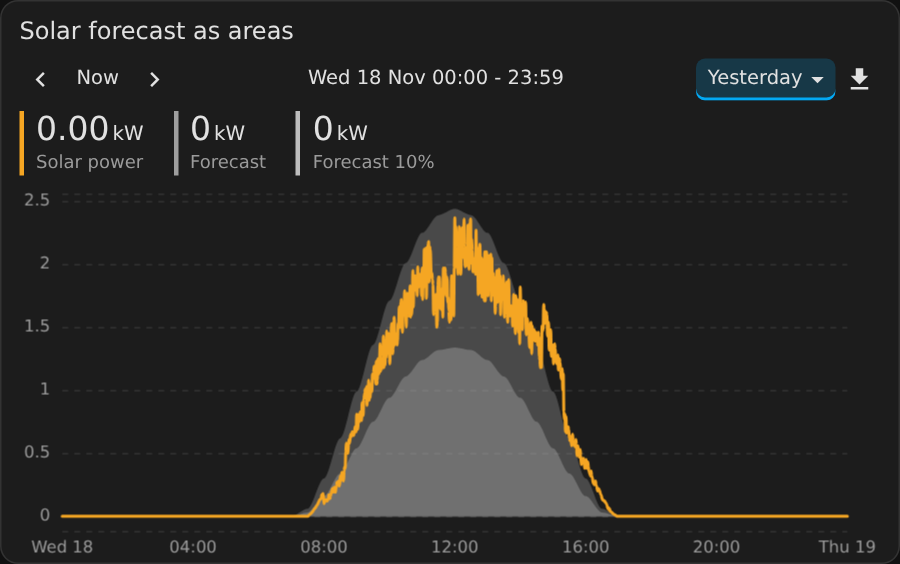 Solar forecast as areas
Now
Wed 18 Nov 00:00 - 23:59
Yesterday
0.00 kW
Solar power
0 kW
Forecast
0 kW
Forecast 10%
2.5
2
1.5
1
0.5
0
Wed 18 04:00 08:00 12:00 16:00 20:00 Thu 19